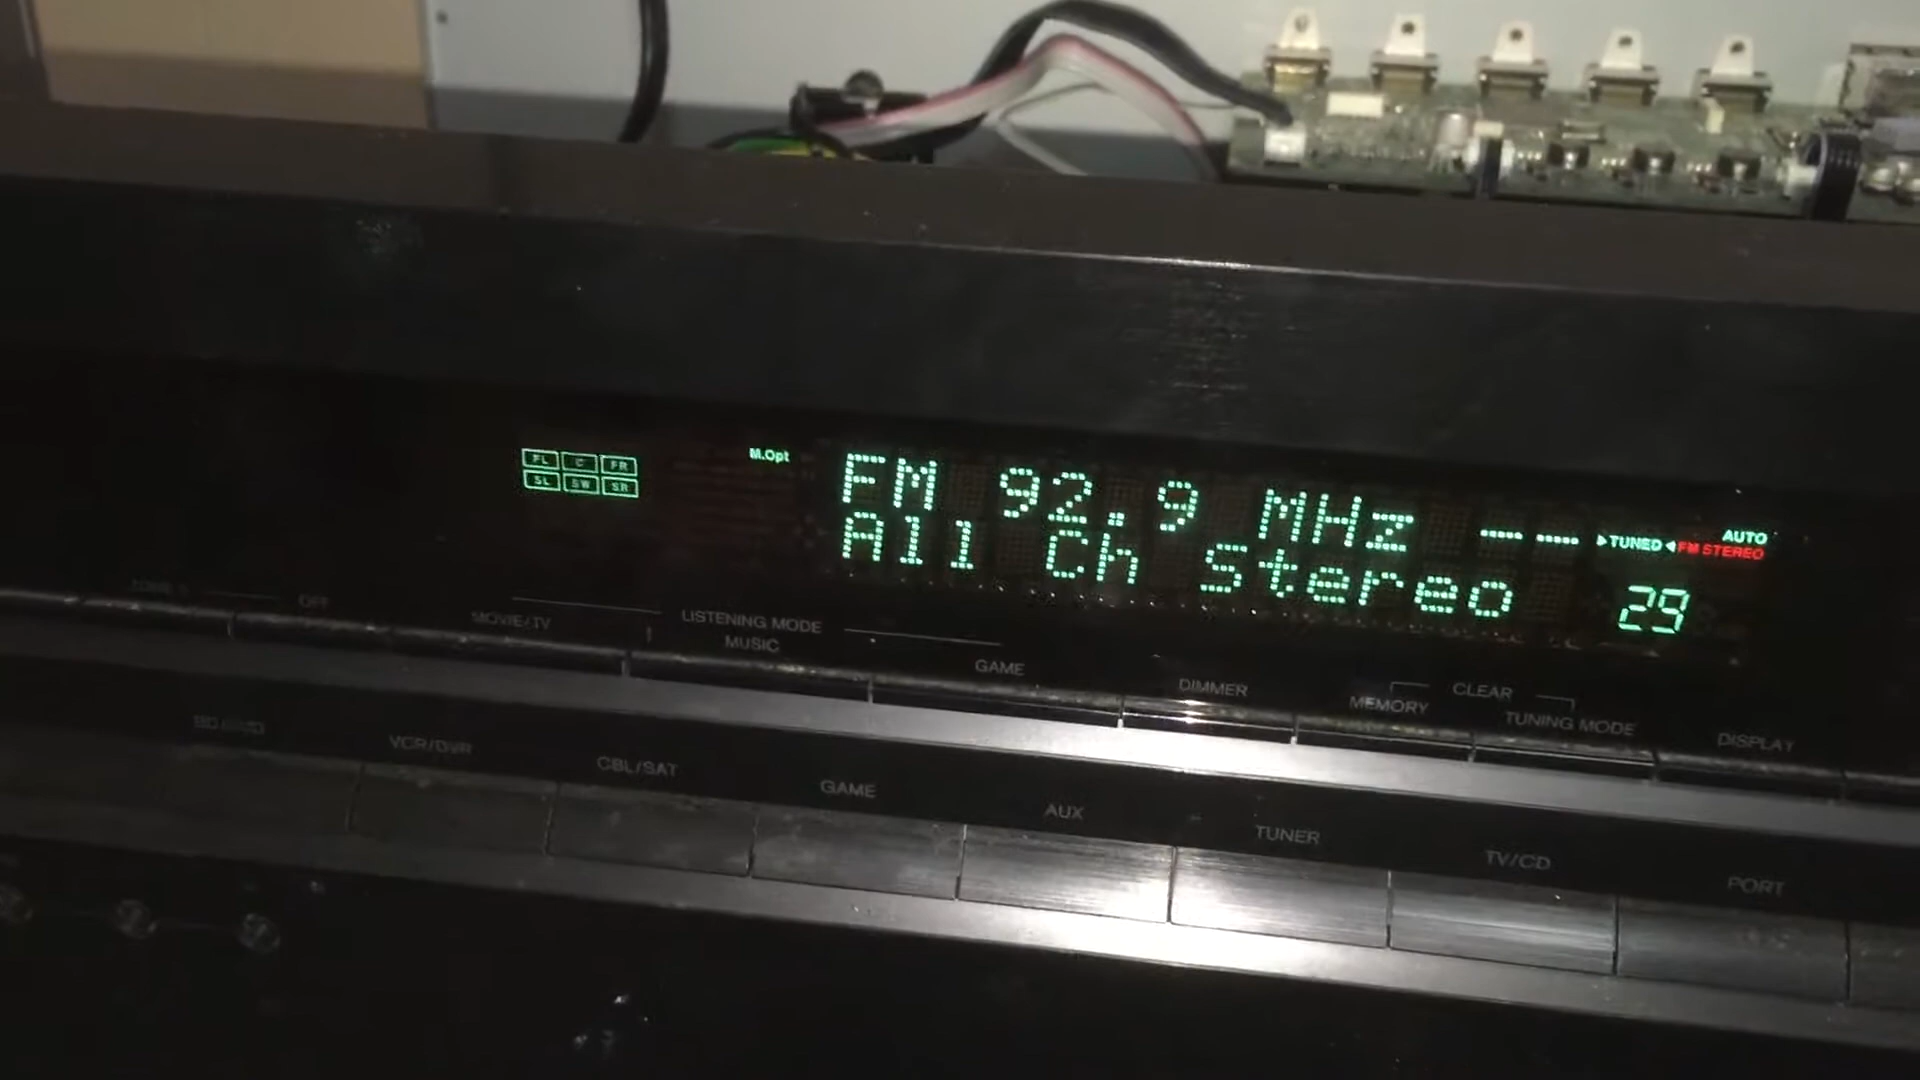 FL C FR
SL SW SR
M.Opt
FM 92.9 MHz -- --
TUNED
AUTO
FM STEREO
All Ch Stereo
29
OFF
MOVIE/TV
LISTENING MODE
MUSIC
GAME
DIMMER
MEMORY
CLEAR
TUNING MODE
DISPLAY
VCR/DVR
CBL/SAT
GAME
AUX
TUNER
TV/CD
PORT